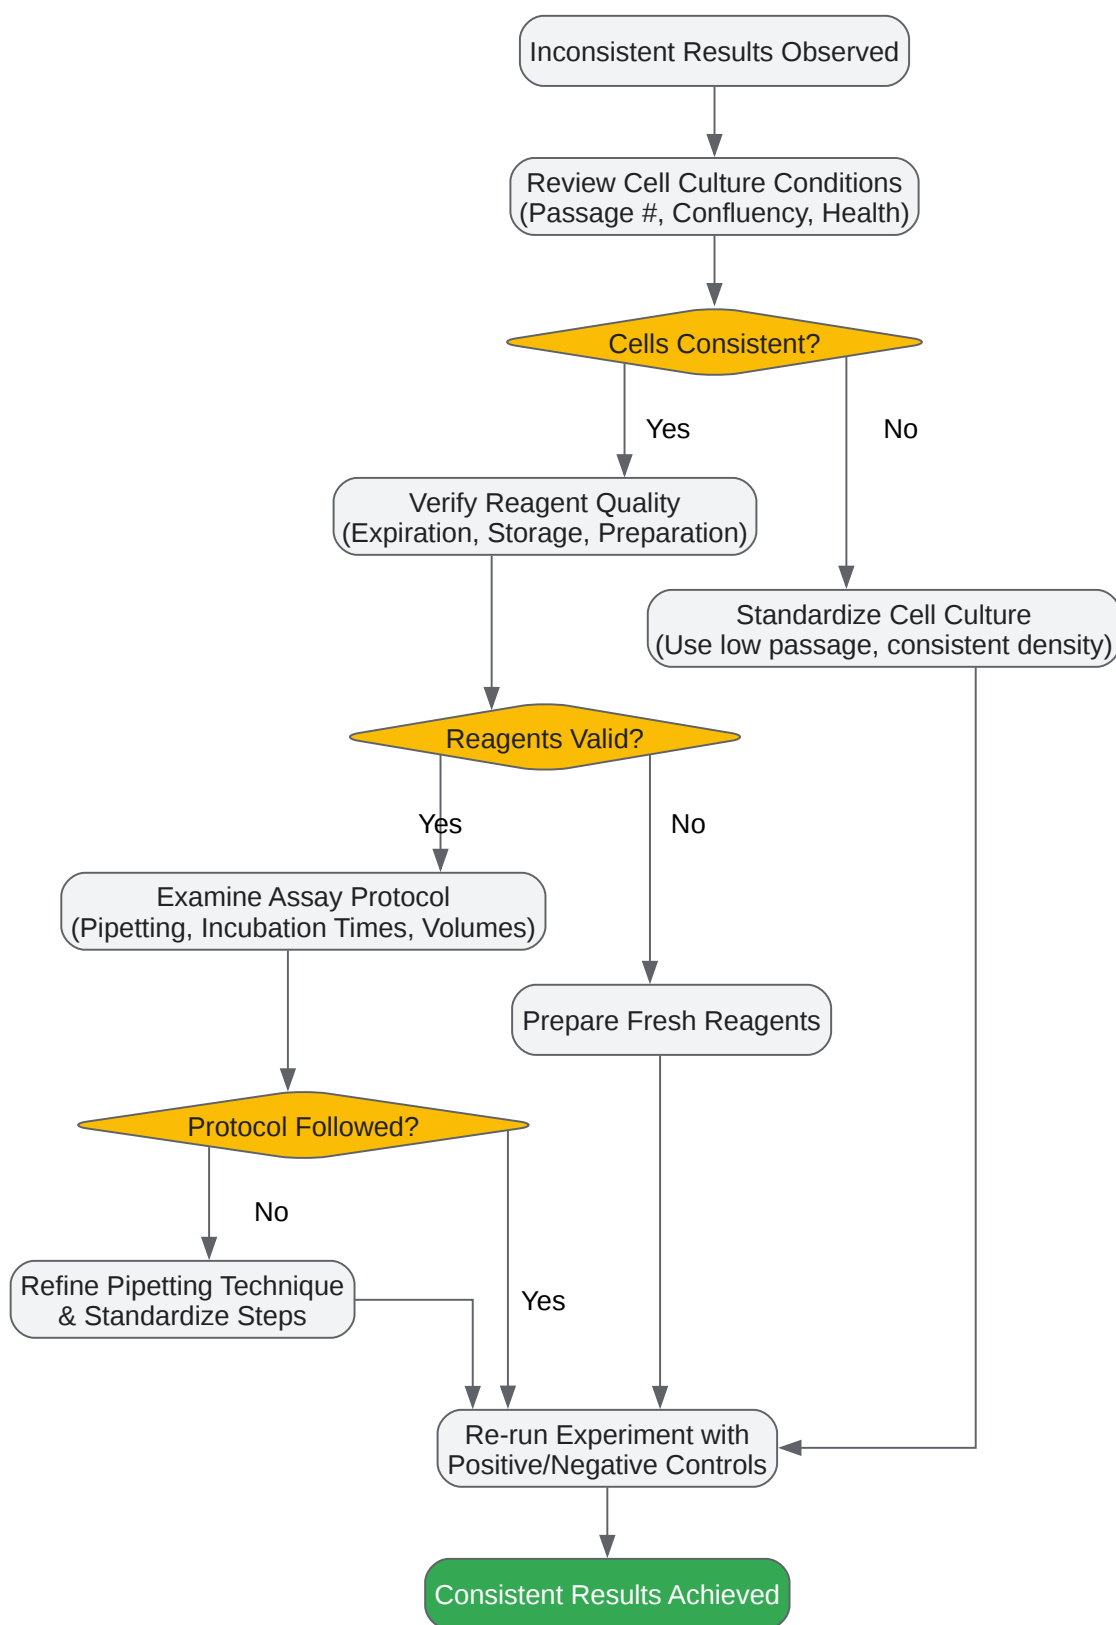 Inconsistent Results Observed
Review Cell Culture Conditions
(Passage #, Confluency, Health)
Cells Consistent?
Yes
No
Verify Reagent Quality
(Expiration, Storage, Preparation)
Standardize Cell Culture
(Use low passage, consistent density)
Reagents Valid?
Yes
No
Examine Assay Protocol
(Pipetting, Incubation Times, Volumes)
Prepare Fresh Reagents
Protocol Followed?
No
Refine Pipetting Technique
& Standardize Steps
Yes
Re-run Experiment with
Positive/Negative Controls
Consistent Results Achieved